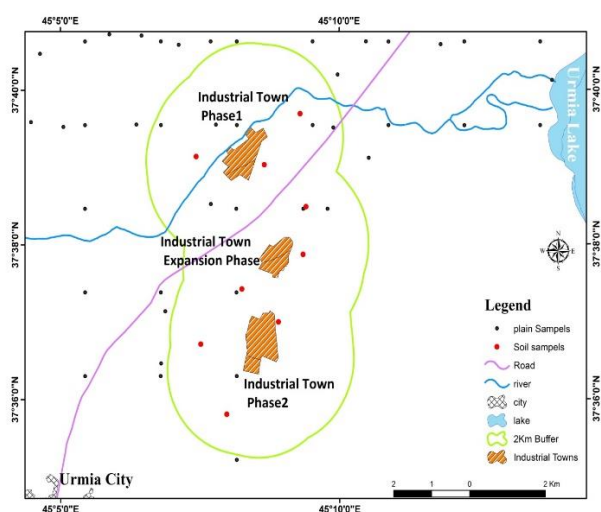 45°5'0"E
45°10'0"E
37°40'0"N
37°38'0"N
37°36'0"N
37°40'0"N
37°38'0"N
37°36'0"N
Industrial Town
Phase1
Urmia Lake
Industrial Town
Expansion Phase
N
W
E
S
Industrial Town
Phase2
Urmia City
Legend
plain Sampels
Soil sampels
Road
river
city
lake
2Km Buffer
Industrial Towns
2 1 0 2 Km
45°5'0"E
45°10'0"E